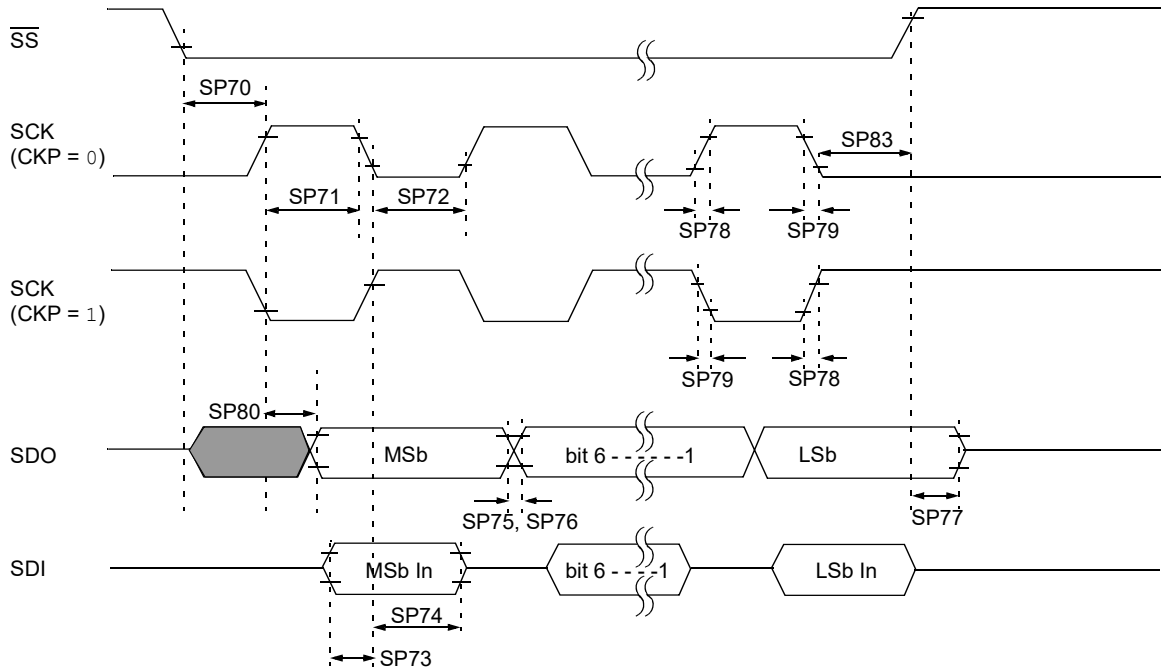 SS
SP70
SCK
(CKP = 0)
SP83
SP71
SP72
SP78
SP79
SCK
(CKP = 1)
SP79
SP78
SP80
SDO
MSb
bit 6 - - - - - -1
LSb
SP75, SP76
SP77
SDI
MSb In
bit 6 - - - -1
LSb In
SP74
SP73